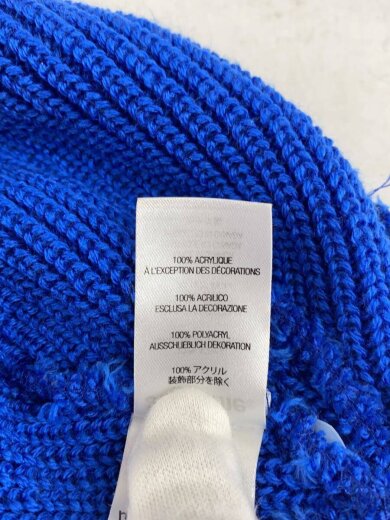 100% ACRYLIQUE
À L'EXCEPTION DES DÉCORATIONS
100% ACRILICO
ESCLUSA LA DECORAZIONE
100% POLYACRYL
AUSSCHLIEBLICH DEKORATION
100% アクリル
装飾部分を除く